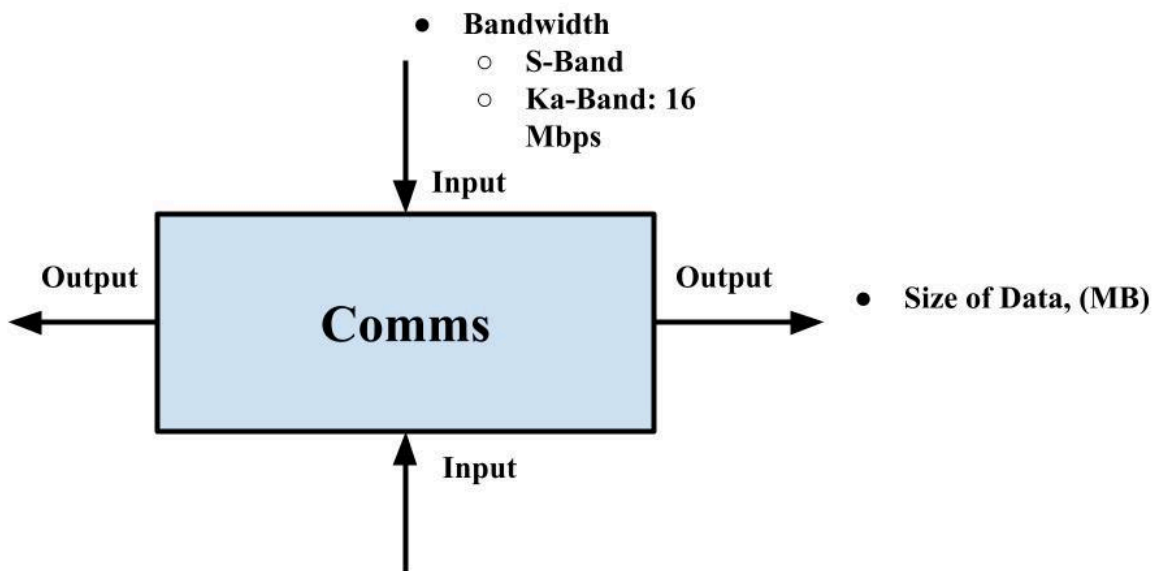 ● Bandwidth
○ S-Band
○ Ka-Band: 16
Mbps
Input
Output
Comms
Output
● Size of Data, (MB)
Input